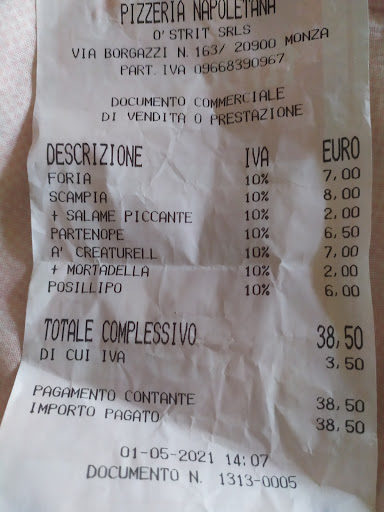 PIZZERIA NAPOLETANA
O'STRIT SRLS
VIA BORGAZZI N.163/ 20900 MONZA
PART.IVA 09668390967
DOCUMENTO COMMERCIALE
DI VENDITA O PRESTAZIONE
DESCRIZIONE IVA EURO
FORIA 10% 7,00
SCAMPIA 10% 8,00
+ SALAME PICCANTE 10% 2,00
PARTENOPE 10% 6,50
A' CREATURELL 10% 7,00
+ MORTADELLA 10% 2,00
POSILLIPO 10% 6,00
TOTALE COMPLESSIVO 38,50
DI CUI IVA 3,50
PAGAMENTO CONTANTE 38,50
IMPORTO PAGATO 38,50
01-05-2021 14:07
DOCUMENTO N. 1313-0005